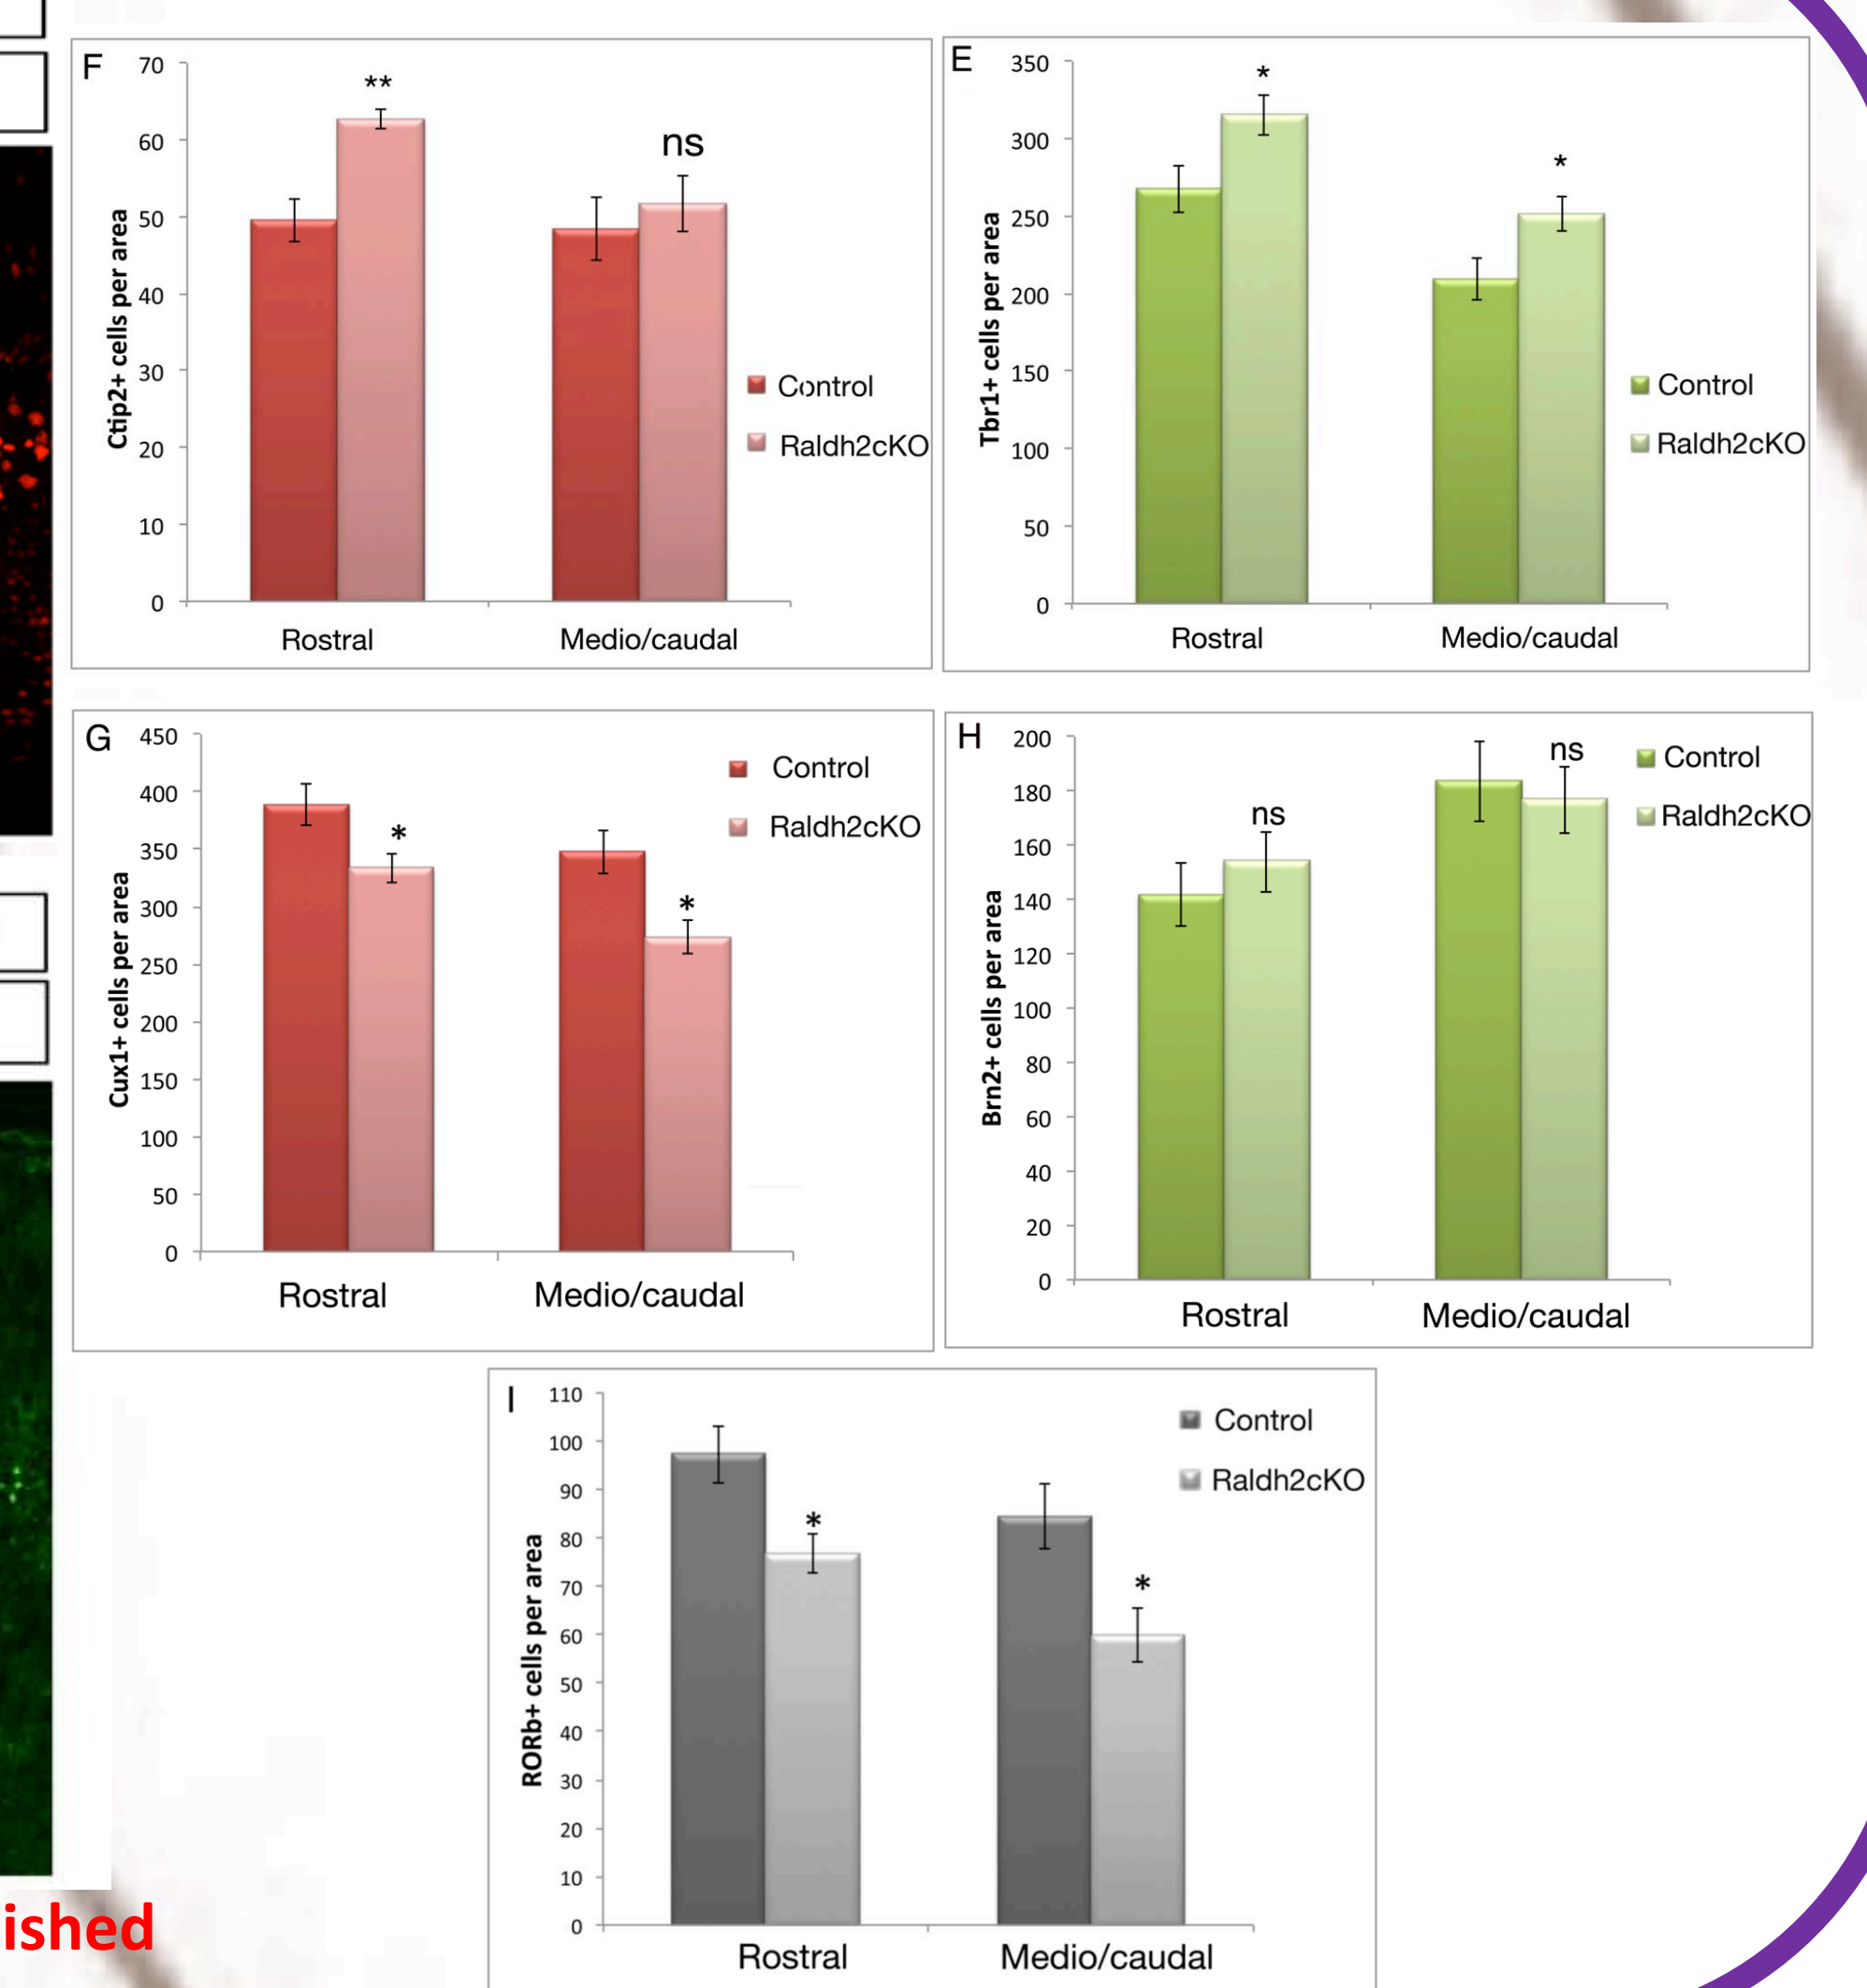 F
70
60
50
40
30
20
10
0
Ctip2+ cells per area
**
ns
Control
Raldh2cKO
Rostral
Medio/caudal
E
350
300
250
200
150
100
50
0
Tbr1+ cells per area
*
*
Control
Raldh2cKO
Rostral
Medio/caudal
G
450
400
350
300
250
200
150
100
50
0
Cux1+ cells per area
*
*
Control
Raldh2cKO
Rostral
Medio/caudal
H
200
180
160
140
120
100
80
60
40
20
0
Brn2+ cells per area
ns
ns
Control
Raldh2cKO
Rostral
Medio/caudal
I
110
100
90
80
70
60
50
40
30
20
10
0
RORb+ cells per area
*
*
Control
Raldh2cKO
Rostral
Medio/caudal
ished